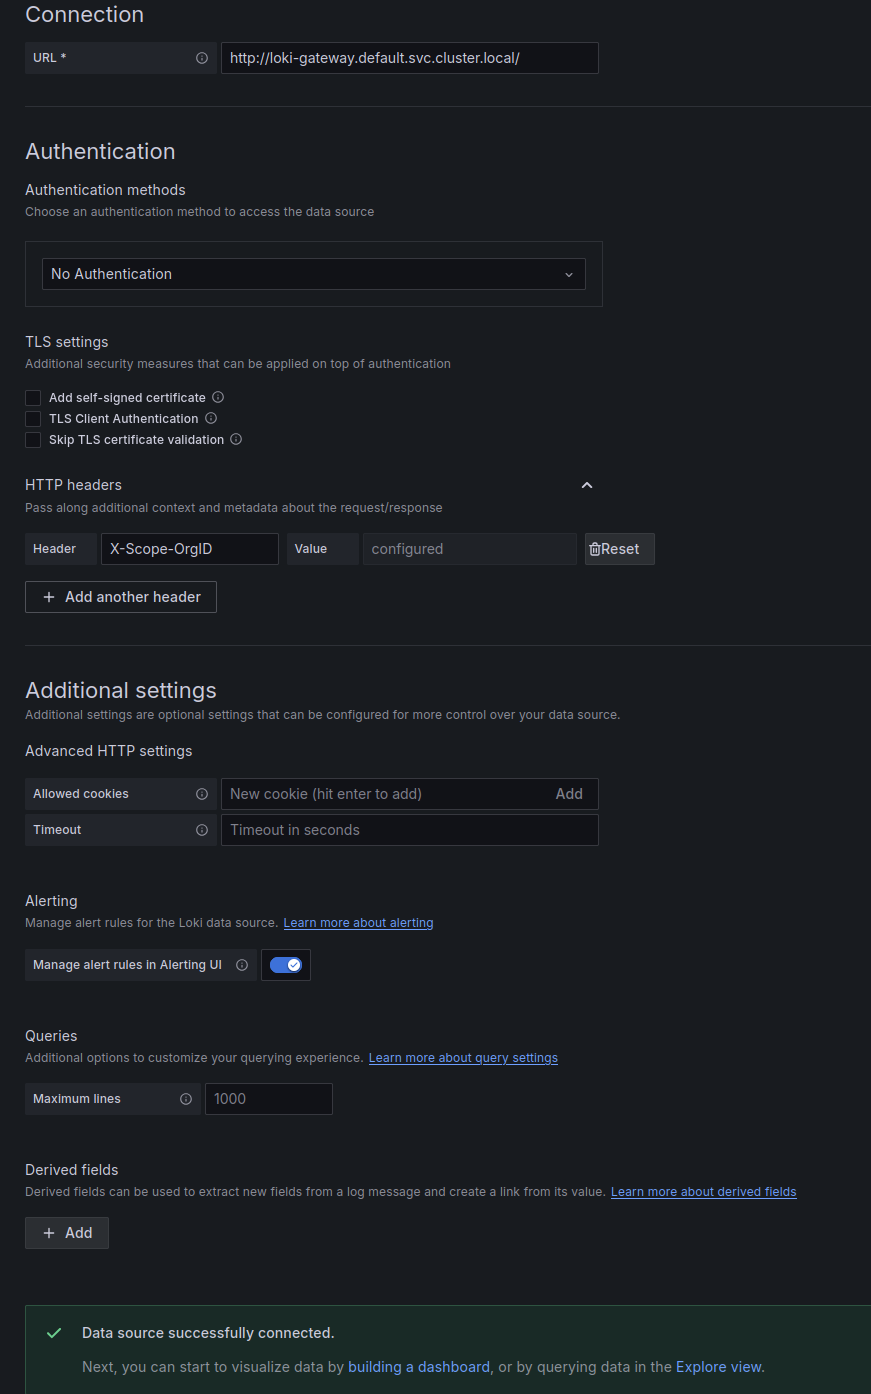 Connection
URL *
http://loki-gateway.default.svc.cluster.local/
Authentication
Authentication methods
Choose an authentication method to access the data source
No Authentication
TLS settings
Additional security measures that can be applied on top of authentication
Add self-signed certificate
TLS Client Authentication
Skip TLS certificate validation
HTTP headers
Pass along additional context and metadata about the request/response
Header X-Scope-OrgID Value configured Reset
+ Add another header
Additional settings
Additional settings are optional settings that can be configured for more control over your data source.
Advanced HTTP settings
Allowed cookies New cookie (hit enter to add) Add
Timeout Timeout in seconds
Alerting
Manage alert rules for the Loki data source. Learn more about alerting
Manage alert rules in Alerting UI
Queries
Additional options to customize your querying experience. Learn more about query settings
Maximum lines 1000
Derived fields
Derived fields can be used to extract new fields from a log message and create a link from its value. Learn more about derived fields
+ Add
Data source successfully connected.
Next, you can start to visualize data by building a dashboard, or by querying data in the Explore view.